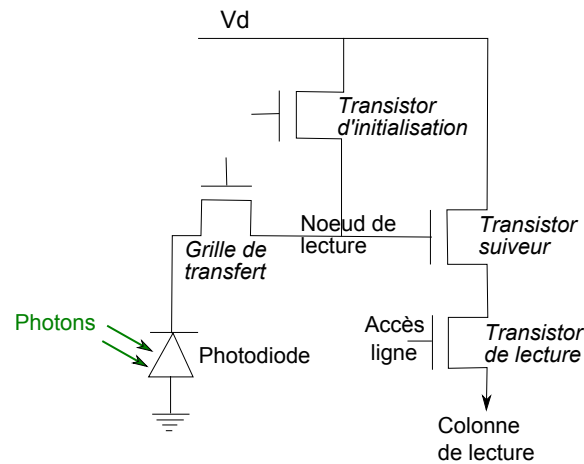 Vd
Transistor
d'initialisation
Noeud de
lecture
Grille de
transfert
Transistor
suiveur
Photons
Photodiode
Accès
ligne
Transistor
de lecture
Colonne
de lecture